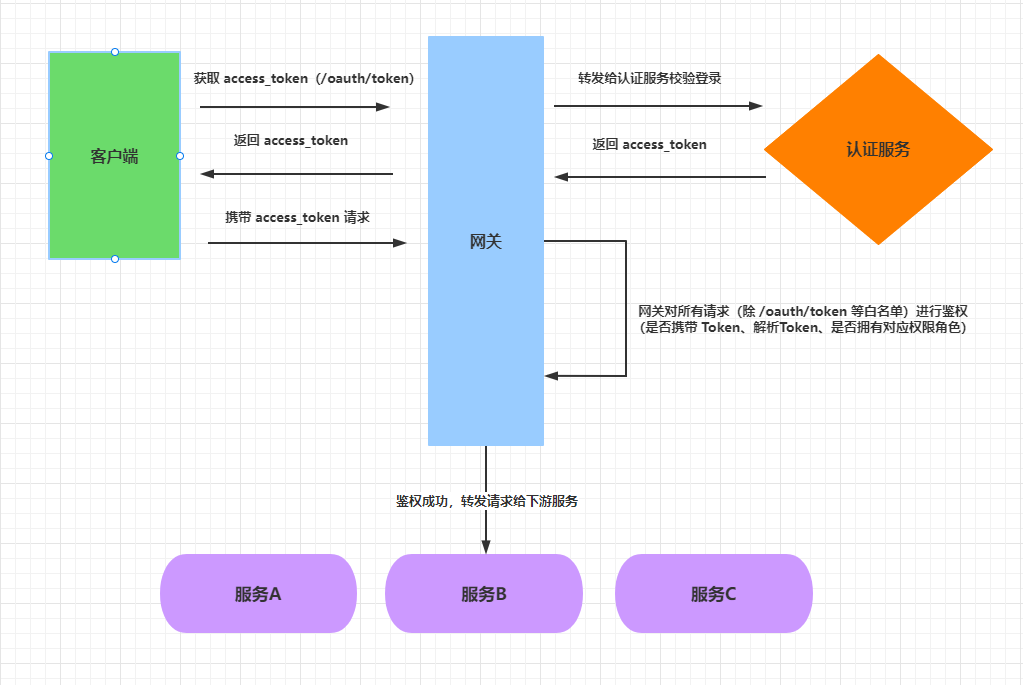 获取 access_token（/oauth/token）
转发给认证服务校验登录
返回 access_token
返回 access_token
客户端
认证服务
携带 access_token 请求
网关
网关对所有请求（除 /oauth/token 等白名单）进行鉴权
（是否携带 Token、解析Token、是否拥有对应权限角色）
鉴权成功，转发请求给下游服务
服务A
服务B
服务C